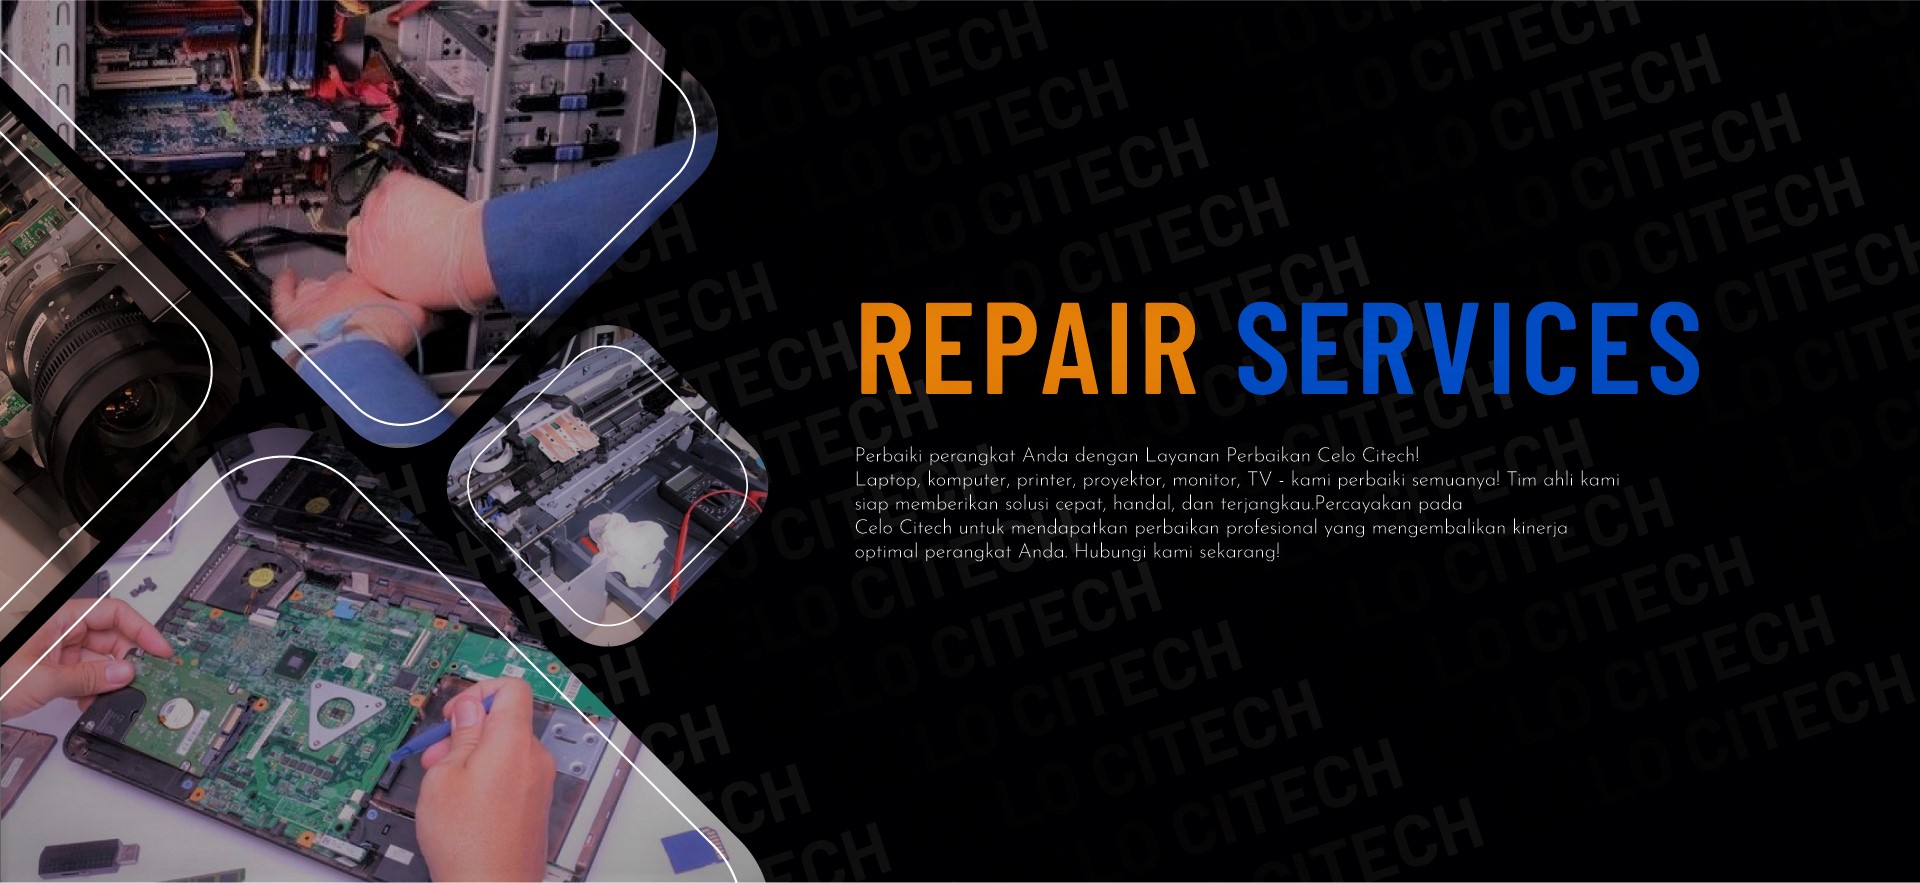 REPAIR SERVICES
Perbaiki perangkat Anda dengan Layanan Perbaikan Celo Citech!
Laptop, komputer, printer, proyektor, monitor, TV - kami perbaiki semuanya! Tim ahli kami
siap memberikan solusi cepat, handal, dan terjangkau.Percayakan pada
Celo Citech untuk mendapatkan perbaikan profesional yang mengembalikan kinerja
optimal perangkat Anda. Hubungi kami sekarang!